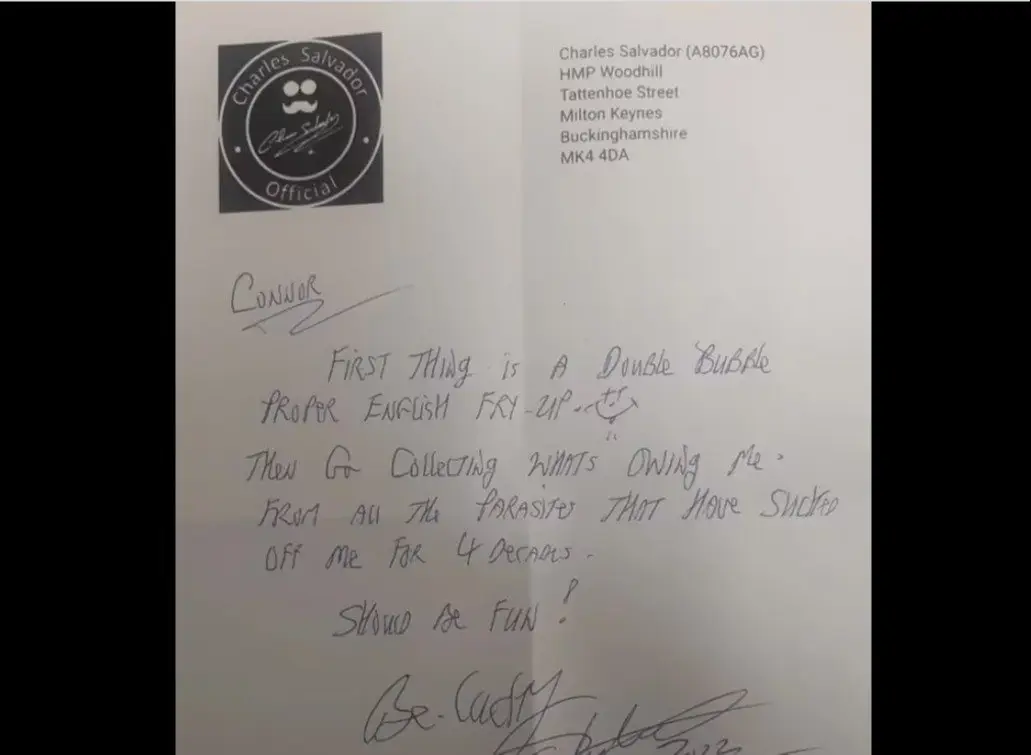 Charles Salvador
Official
Charles Salvador (A8076AG)
HMP Woodhill
Tattenhoe Street
Milton Keynes
Buckinghamshire
MK4 4DA
CONNOR
FIRST THING is A DOUBLE BUBBLE
PROPER ENGLISH FRY-UP.
THEN GO COLLECTING WHATS OWING ME.
FROM ALL THE PARASITES THAT HAVE SUCKED
OFF ME FOR 4 DECADES.
SHOULD BE FUN!
2023